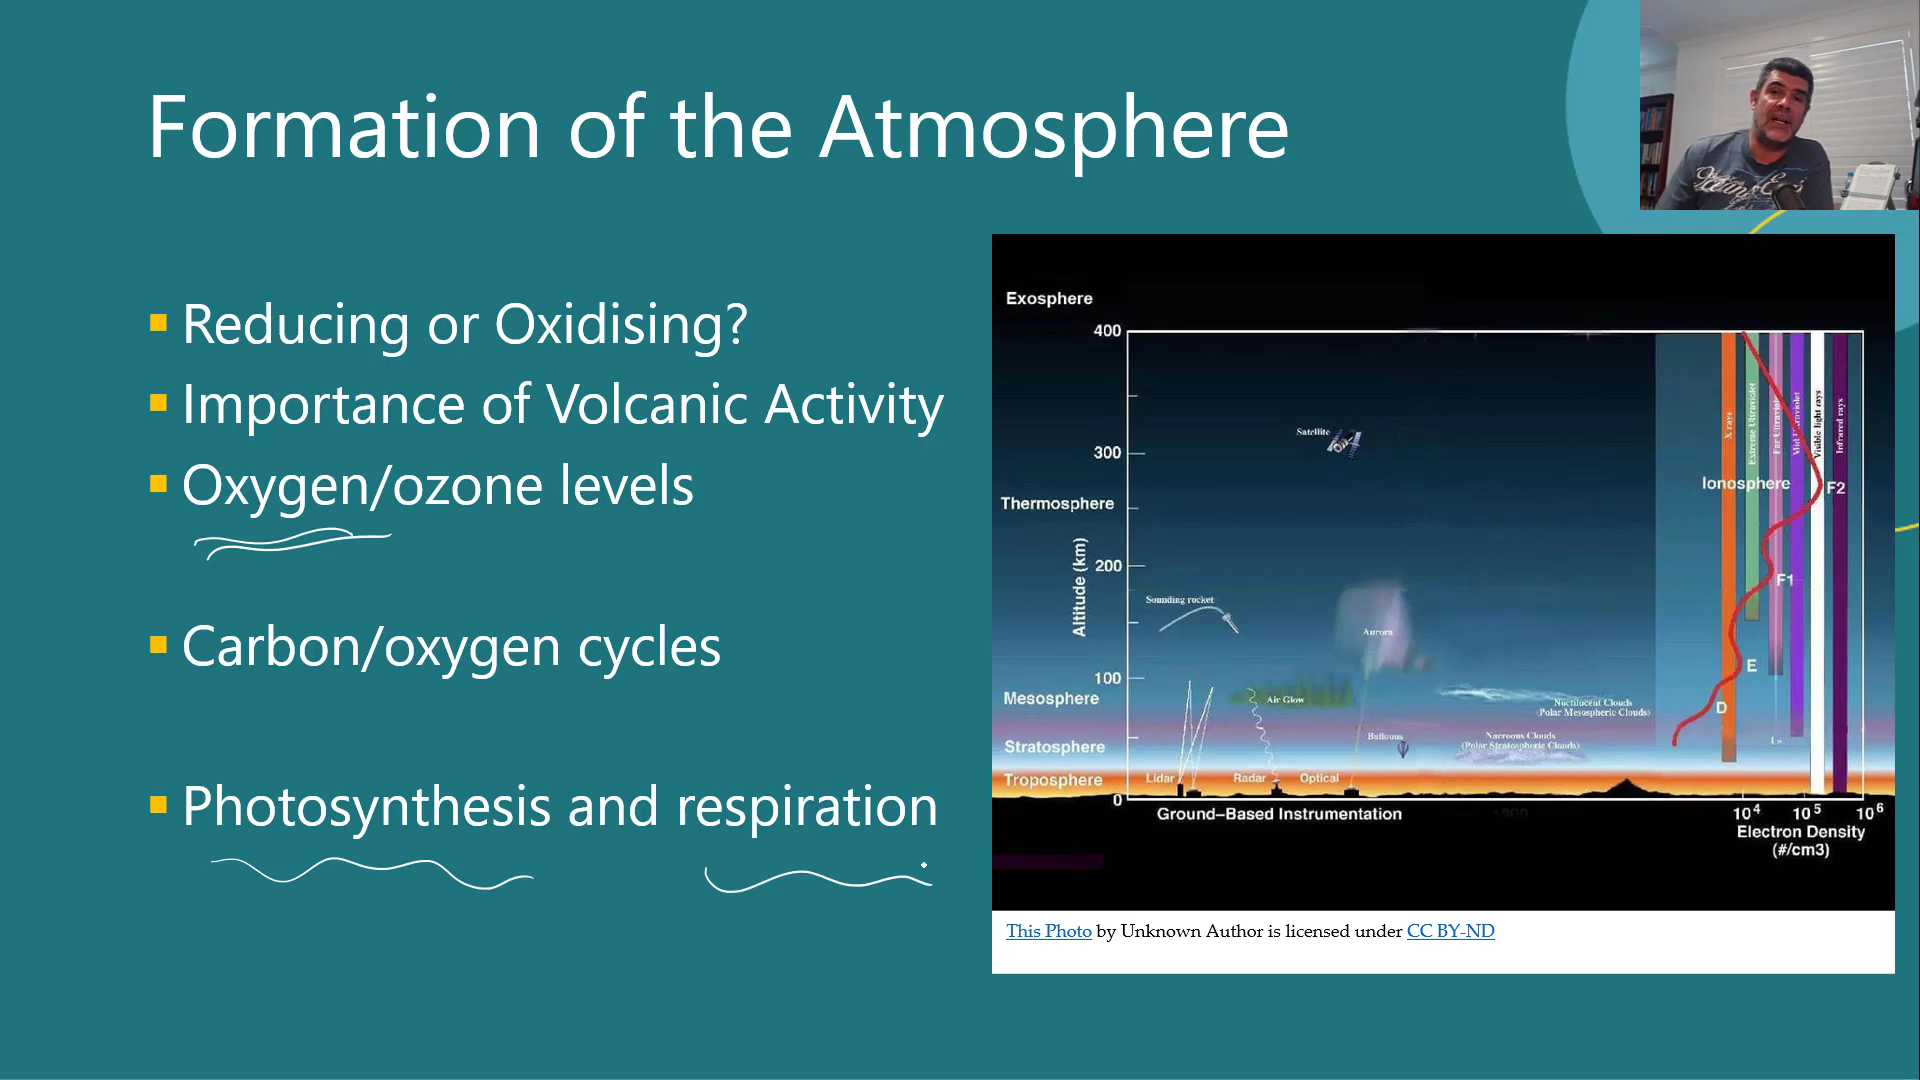 Formation of the Atmosphere
Reducing or Oxidising?
Importance of Volcanic Activity
Oxygen/ozone levels
Carbon/oxygen cycles
Photosynthesis and respiration
Exosphere
400
300
Thermosphere
Altitude (km)
200
100
Mesosphere
Stratosphere
Troposphere
0
Satellite
Sounding rocket
Aurora
Air Glow
Noctilucent Clouds
(Polar Mesospheric Clouds)
Balloons
Nacreous Clouds
(Polar Stratospheric Clouds)
Lidar
Radar
Optical
Ground–Based Instrumentation
X rays
Extreme Ultraviolet
Far Ultraviolet
Mid Ultraviolet
Visible light rays
Infrared rays
Ionosphere
F2
F1
E
D
10⁴ 10⁵ 10⁶
Electron Density
(#/cm3)
This Photo by Unknown Author is licensed under CC BY-ND